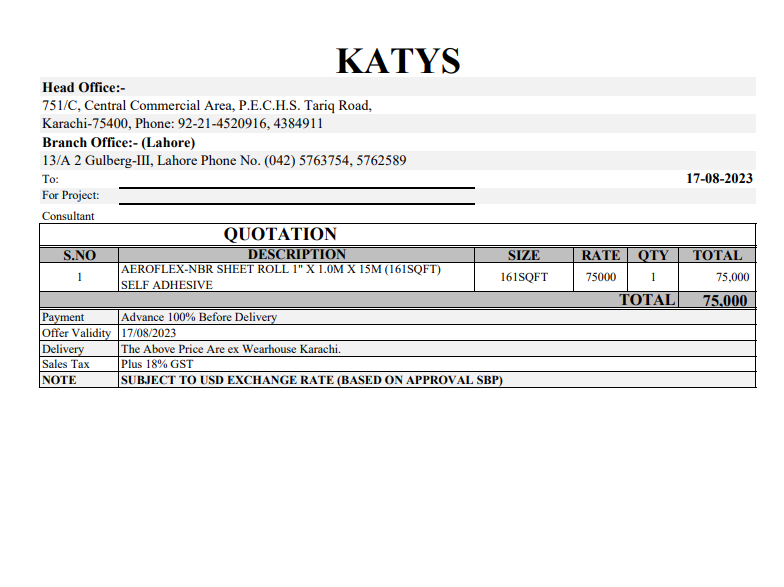 KATYS
Head Office:-
751/C, Central Commercial Area, P.E.C.H.S. Tariq Road,
Karachi-75400, Phone: 92-21-4520916, 4384911
Branch Office:- (Lahore)
13/A 2 Gulberg-III, Lahore Phone No. (042) 5763754, 5762589
To: 17-08-2023
For Project:
Consultant
QUOTATION
S.NO DESCRIPTION SIZE RATE QTY TOTAL
1 AEROFLEX-NBR SHEET ROLL 1" X 1.0M X 15M (161SQFT) SELF ADHESIVE 161SQFT 75000 1 75,000
TOTAL 75,000
Payment Advance 100% Before Delivery
Offer Validity 17/08/2023
Delivery The Above Price Are ex Wearhouse Karachi.
Sales Tax Plus 18% GST
NOTE SUBJECT TO USD EXCHANGE RATE (BASED ON APPROVAL SBP)